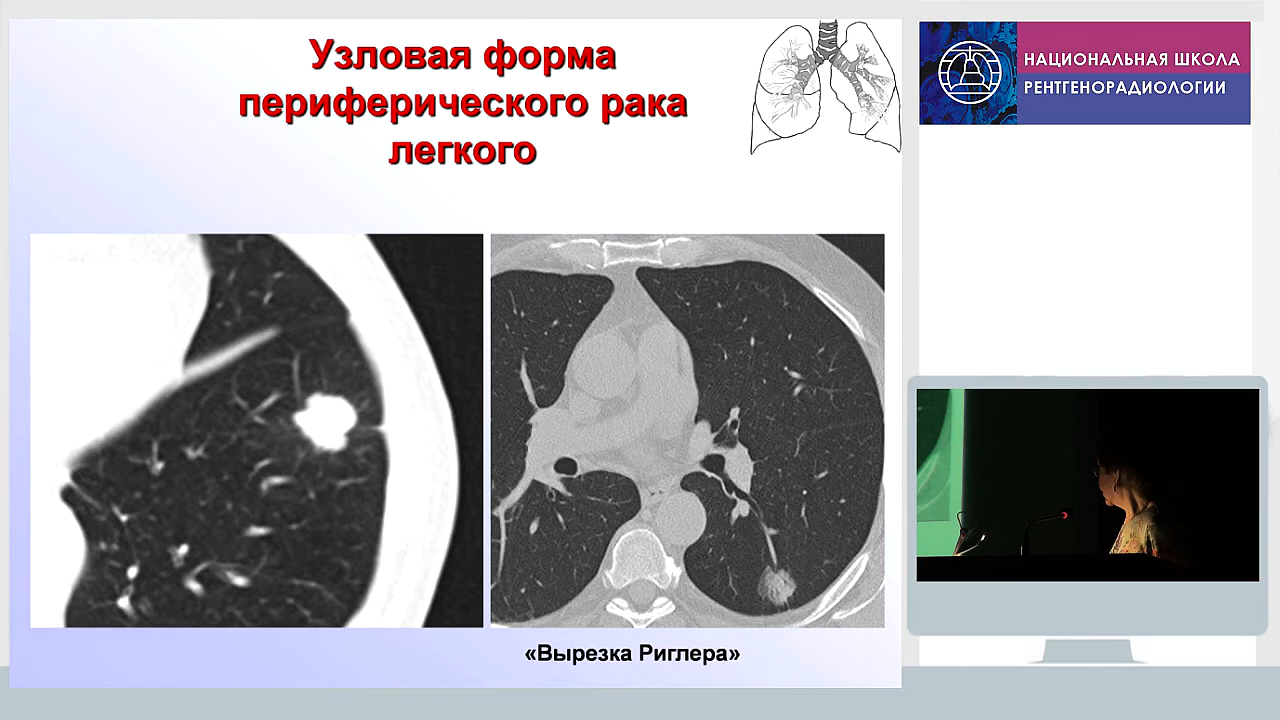 Узловая форма
периферического рака
легкого
НАЦИОНАЛЬНАЯ ШКОЛА
РЕНТГЕНОРАДИОЛОГИИ
«Вырезка Риглера»